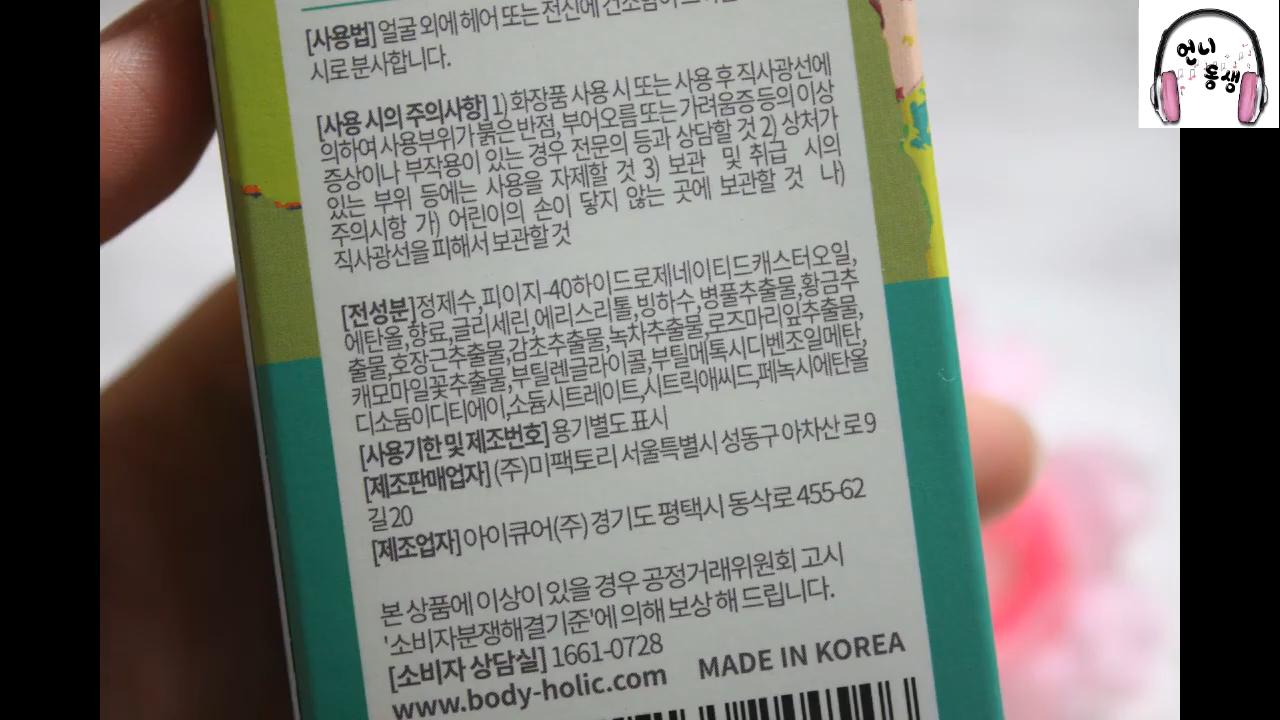 [사용법] 얼굴 외에 헤어 또는 전신에
시로 분사합니다.
[사용 시의 주의사항] 1) 화장품 사용 시 또는 사용 후 직사광선에
의하여 사용부위가 붉은 반점, 부어오름 또는 가려움증 등의 이상
증상이나 부작용이 있는 경우 전문의 등과 상담할 것 2) 상처가
있는 부위 등에는 사용을 자제할 것 3) 보관 및 취급 시의
주의시항 가) 어린이의 손이 닿지 않는 곳에 보관할 것 나)
직사광선을 피해서 보관할 것
[전성분] 정제수, 피이지-40하이드로제네이티드캐스터오일,
에탄올, 향료, 글리세린, 에리스리톨, 빙하수, 병풀추출물, 황금추
출물, 호장근추출물, 감초추출물, 녹차추출물, 로즈마리잎추출물,
캐모마일꽃추출물, 부틸렌글라이콜, 부틸메톡시디벤조일메탄,
디소듐이디티에이, 소듐시트레이트, 시트릭애씨드, 페녹시에탄올
[사용기한 및 제조번호] 용기별도 표시
[제조판매업자] (주)미팩토리 서울특별시 성동구 아차산로9
길20
[제조업자] 아이큐어(주) 경기도 평택시 동삭로 455-62
본 상품에 이상이 있을 경우 공정거래위원회 고시
'소비자분쟁해결기준'에 의해 보상 해 드립니다.
[소비자 상담실] 1661-0728
www.body-holic.com MADE IN KOREA
언니
동생